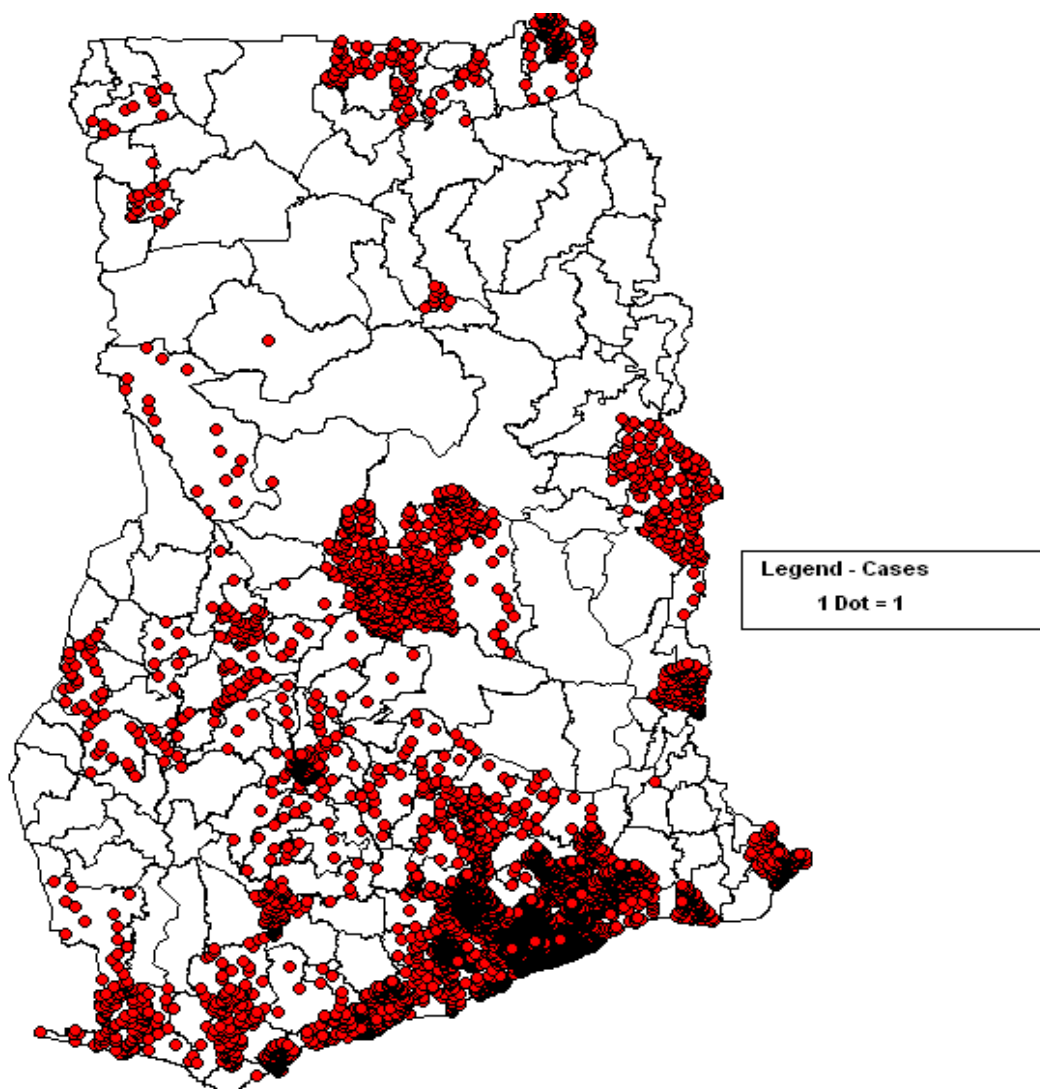 Legend - Cases
1 Dot = 1